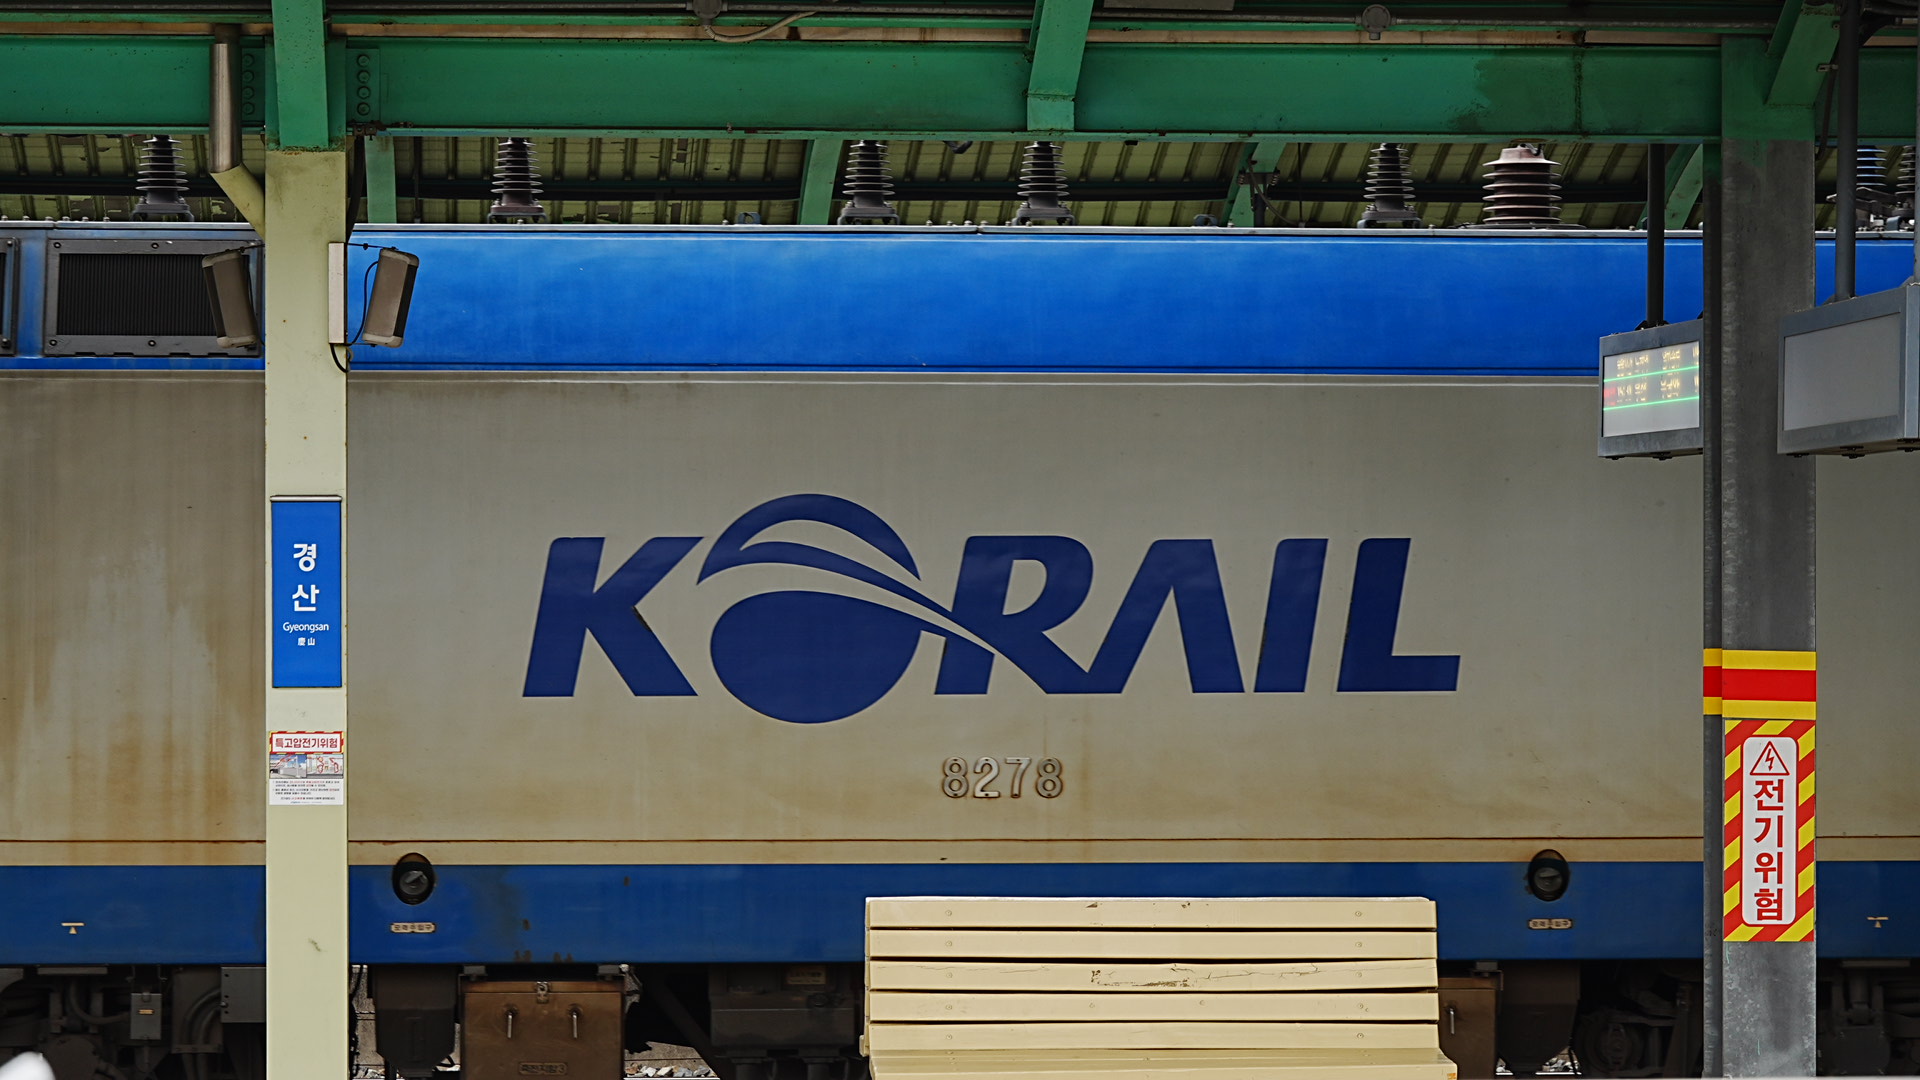 경
산
Gyeongsan
慶山
특고압전기위험
KORAIL
8278
전
기
위
험